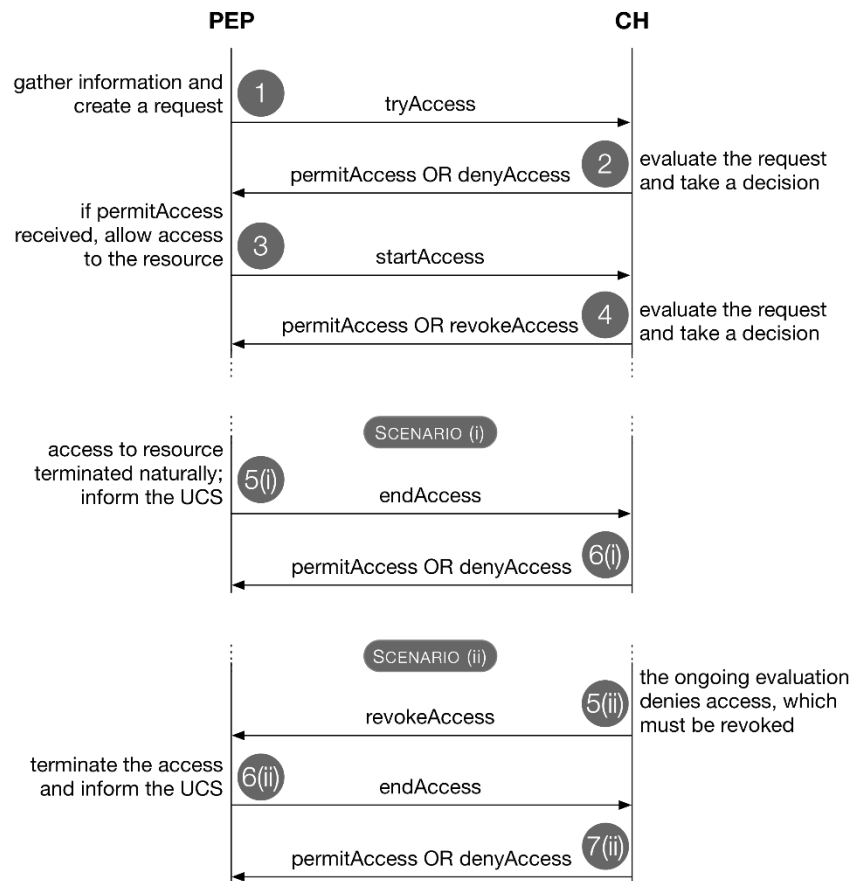 PEP
CH
gather information and
create a request
1
tryAccess
2
evaluate the request
and take a decision
permitAccess OR denyAccess
if permitAccess
received, allow access
to the resource
3
startAccess
4
evaluate the request
and take a decision
permitAccess OR revokeAccess
SCENARIO (i)
access to resource
terminated naturally;
inform the UCS
5(i)
endAccess
6(i)
permitAccess OR denyAccess
SCENARIO (ii)
the ongoing evaluation
denies access, which
must be revoked
5(ii)
revokeAccess
terminate the access
and inform the UCS
6(ii)
endAccess
7(ii)
permitAccess OR denyAccess